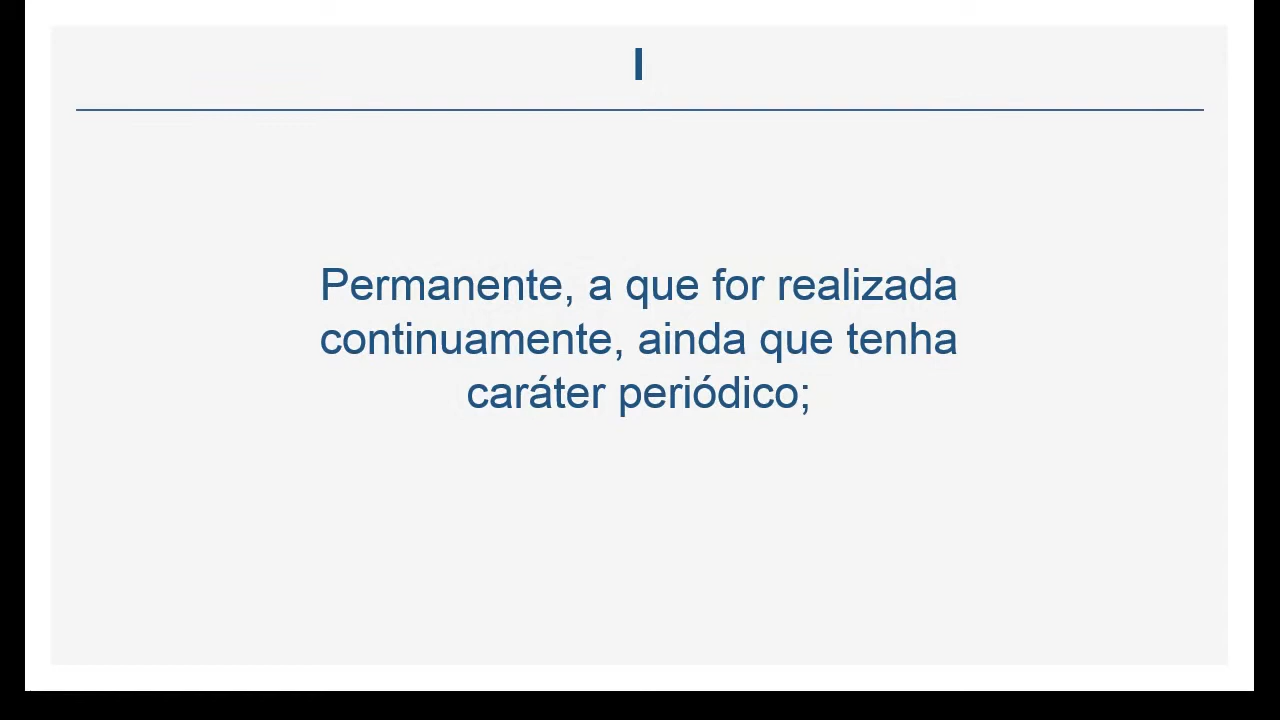 I
Permanente, a que for realizada
continuamente, ainda que tenha
caráter periódico;